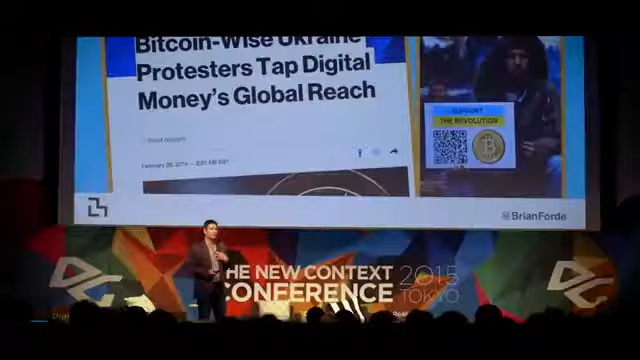 Bitcoin-Wise Ukraine
Protesters Tap Digital
Money's Global Reach
SUPPORT
THE REVOLUTION
@BrianForde
THE NEW CONTEXT 2015
CONFERENCE TOKYO